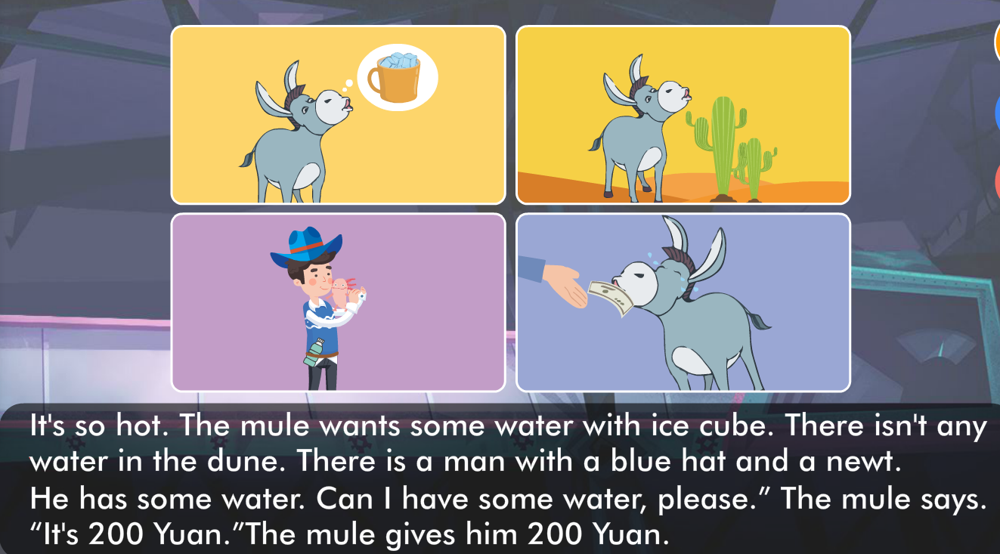 It's so hot. The mule wants some water with ice cube. There isn't any
water in the dune. There is a man with a blue hat and a newt.
He has some water. Can I have some water, please.” The mule says.
“It's 200 Yuan.”The mule gives him 200 Yuan.